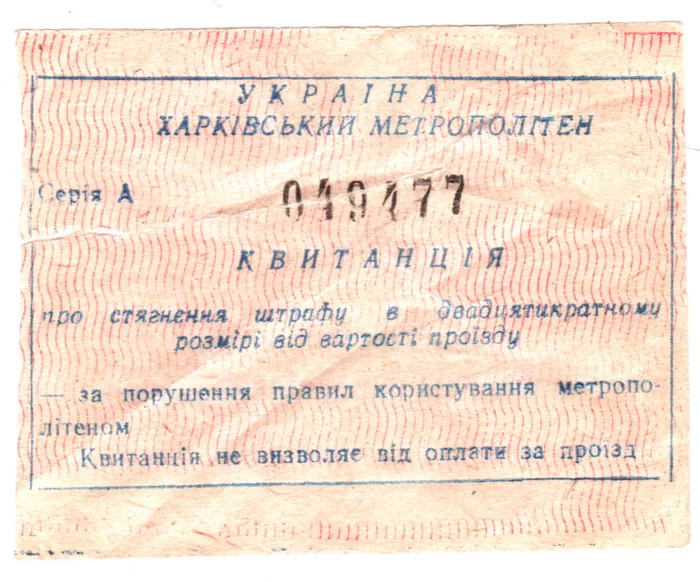 УКРАЇНА
ХАРКІВСЬКИЙ МЕТРОПОЛІТЕН
Серія А 049477
КВИТАНЦІЯ
про стягнення штрафу в двадцятикратному
розмірі від вартості проїзду
— за порушення правил користування метропо-
літеном
Квитанція не визволяє від оплати за проїзд